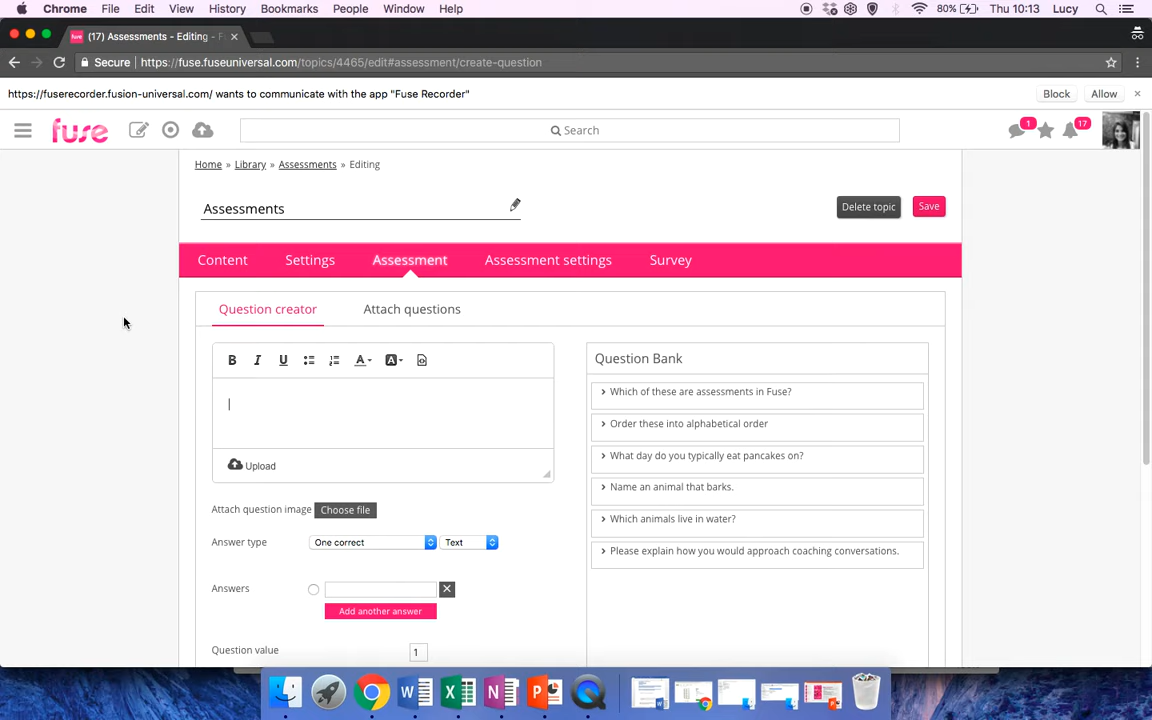 Chrome File Edit View History Bookmarks People Window Help 80% Thu 10:13 Lucy
(17) Assessments - Editing - F
Secure https://fuse.fuseuniversal.com/topics/4465/edit#assessment/create-question
https://fuserecorder.fusion-universal.com/ wants to communicate with the app "Fuse Recorder" Block Allow
fuse Search 1 17
Home » Library » Assessments » Editing
Assessments Delete topic Save
Content Settings Assessment Assessment settings Survey
Question creator Attach questions
B I U A A Question Bank
Which of these are assessments in Fuse?
Order these into alphabetical order
What day do you typically eat pancakes on?
Upload
Name an animal that barks.
Attach question image Choose file
Which animals live in water?
Answer type One correct Text
Please explain how you would approach coaching conversations.
Answers
Add another answer
Question value 1
W X N P